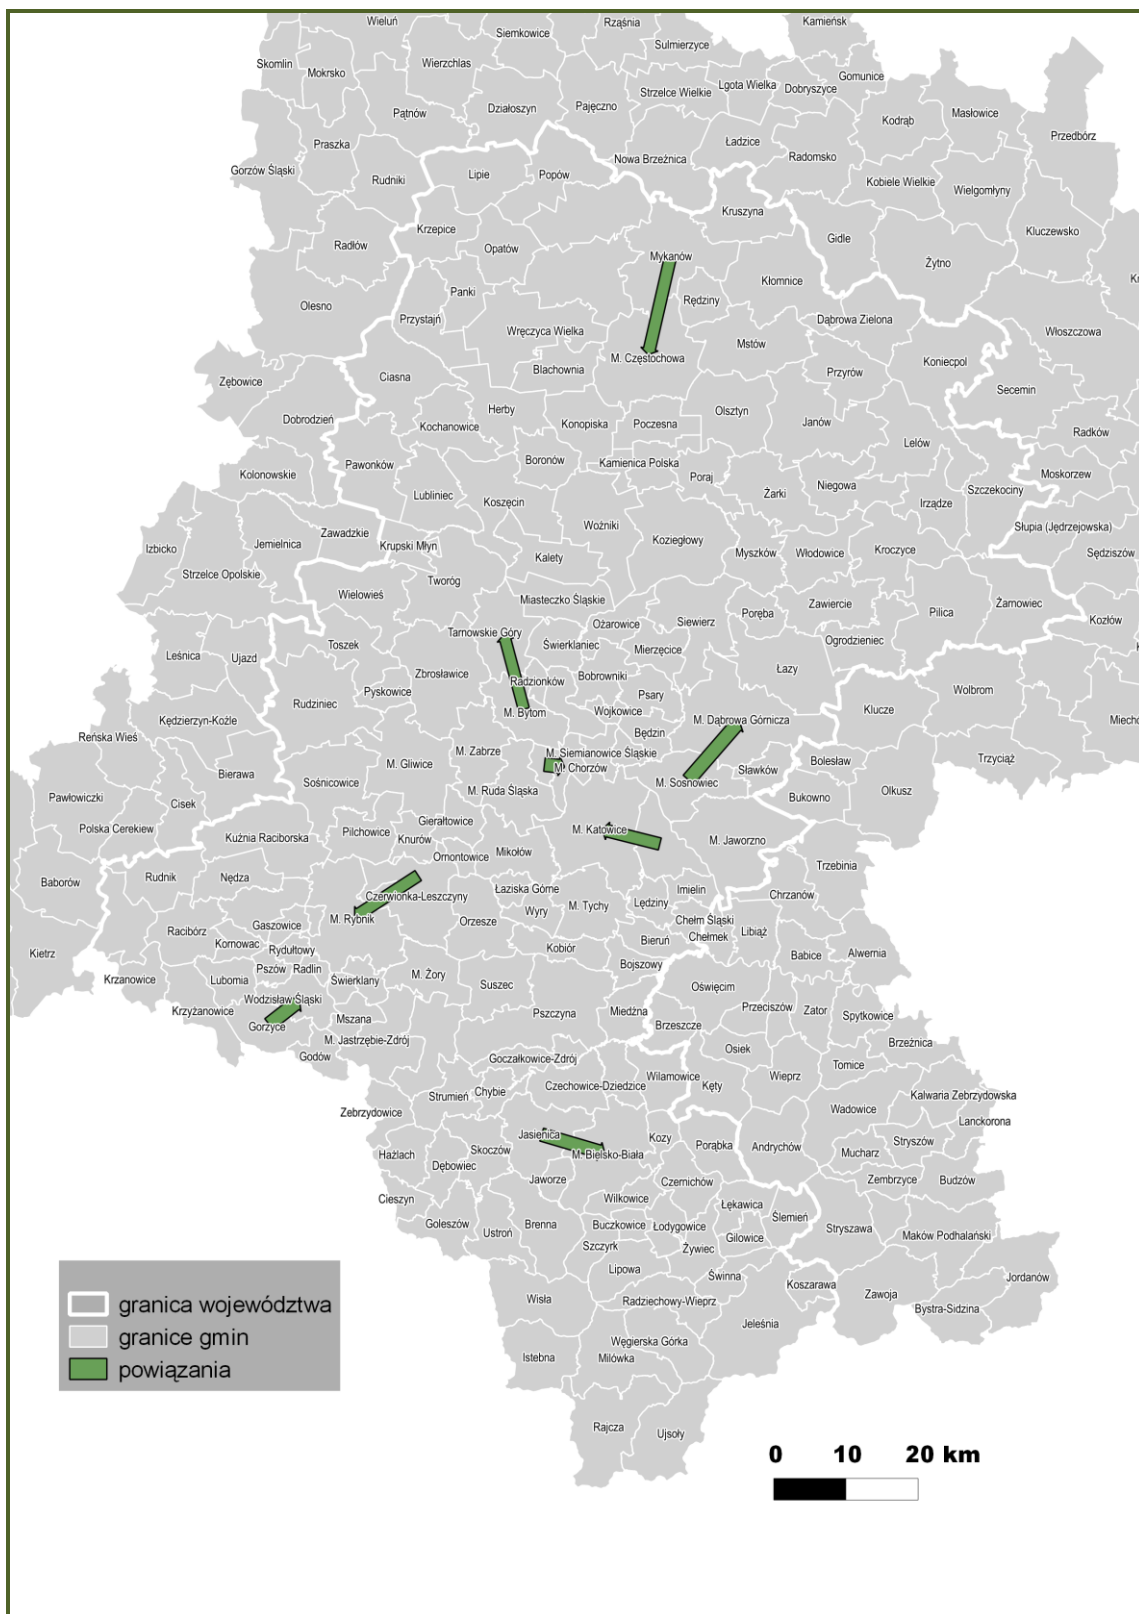 Wieluń
Rząśnia
Kamieńsk
Siemkowice
Sulmierzyce
Skomlin
Mokrsko
Wierzchlas
Gomunice
Strzelce Wielkie
Lgota Wielka
Dobryszyce
Pątnów
Działoszyn
Pajęczno
Kodrąb
Masłowice
Przedbórz
Praszka
Ładzice
Radomsko
Nowa Brzeźnica
Gorzów Śląski
Rudniki
Lipie
Popów
Kobiele Wielkie
Wielgomłyny
Kruszyna
Krzepice
Gidle
Kluczewsko
Radłów
Opatów
Mykanów
Żytno
Kłomnice
Panki
Rędziny
Olesno
Przystajń
Dąbrowa Zielona
Wręczyca Wielka
Włoszczowa
Mstów
M. Częstochowa
Koniecpol
Blachownia
Przyrów
Ciasna
Zębowice
Secemin
Herby
Olsztyn
Dobrodzień
Kochanowice
Konopiska
Poczesna
Janów
Radków
Lelów
Pawonków
Boronów
Kamienica Polska
Kolonowskie
Poraj
Moskorzew
Lubliniec
Żarki
Niegowa
Szczekociny
Koszęcin
Irządze
Woźniki
Słupia (Jędrzejowska)
Zawadzkie
Izbicko
Jemielnica
Krupski Młyn
Koziegłowy
Kalety
Myszków
Włodowice
Kroczyce
Sędziszów
Strzelce Opolskie
Tworóg
Wielowieś
Miasteczko Śląskie
Zawiercie
Żarnowiec
Poręba
Pilica
Ożarowice
Siewierz
Kozłów
Tarnowskie Góry
Toszek
Świerklaniec
Mierzęcice
Ogrodzieniec
Leśnica
Ujazd
Zbrosławice
Bobrowniki
Łazy
Radzionków
Pyskowice
Psary
Wolbrom
Rudziniec
M. Bytom
Wojkowice
Klucze
Kędzierzyn-Koźle
M. Dąbrowa Górnicza
Reńska Wieś
Będzin
M. Zabrze
M. Siemianowice Śląskie
Trzyciąż
M. Gliwice
M. Chorzów
Sławków
Bolesław
Bierawa
Sośnicowice
M. Sosnowiec
M. Ruda Śląska
Olkusz
Pawłowiczki
Cisek
Bukowno
Gierałtowice
Polska Cerekiew
Pilchowice
M. Katowice
Kuźnia Raciborska
Knurów
M. Jaworzno
Ornontowice
Mikołów
Trzebinia
Baborów
Rudnik
Nędza
Łaziska Górne
Imielin
Chrzanów
Czerwionka-Leszczyny
Lędziny
Wyry
M. Tychy
M. Rybnik
Orzesze
Chełm Śląski
Gaszowice
Racibórz
Libiąż
Chełmek
Bieruń
Kornowac
Rydułtowy
Kobiór
Kietrz
Babice
Alwernia
Bojszowy
Pszów
Radlin
M. Żory
Krzanowice
Lubomia
Świerklany
Suszec
Oświęcim
Wodzisław Śląski
Przeciszów
Krzyżanowice
Miedźna
Zator
Pszczyna
Spytkowice
Mszana
Gorzyce
Brzeszcze
M. Jastrzębie-Zdrój
Brzeźnica
Osiek
Godów
Goczałkowice-Zdrój
Tomice
Wilamowice
Wieprz
Czechowice-Dziedzice
Kęty
Chybie
Strumień
Kalwaria Zebrzydowska
Zebrzydowice
Wadowice
Lanckorona
Jasienica
Kozy
Stryszów
Porąbka
Andrychów
Skoczów
M. Bielsko-Biała
Mucharz
Hażlach
Dębowiec
Zembrzyce
Budzów
Jaworze
Czernichów
Cieszyn
Wilkowice
Łękawica
Ślemień
Goleszów
Brenna
Buczkowice
Łodygowice
Stryszawa
Ustroń
Gilowice
Maków Podhalański
Szczyrk
Żywiec
Lipowa
Świnna
Jordanów
Koszarawa
Wisła
Radziechowy-Wieprz
Zawoja
Bystra-Sidzina
Jeleśnia
Węgierska Górka
Istebna
Milówka
Rajcza
Ujsoły
granica województwa
granice gmin
powiązania
0 10 20 km